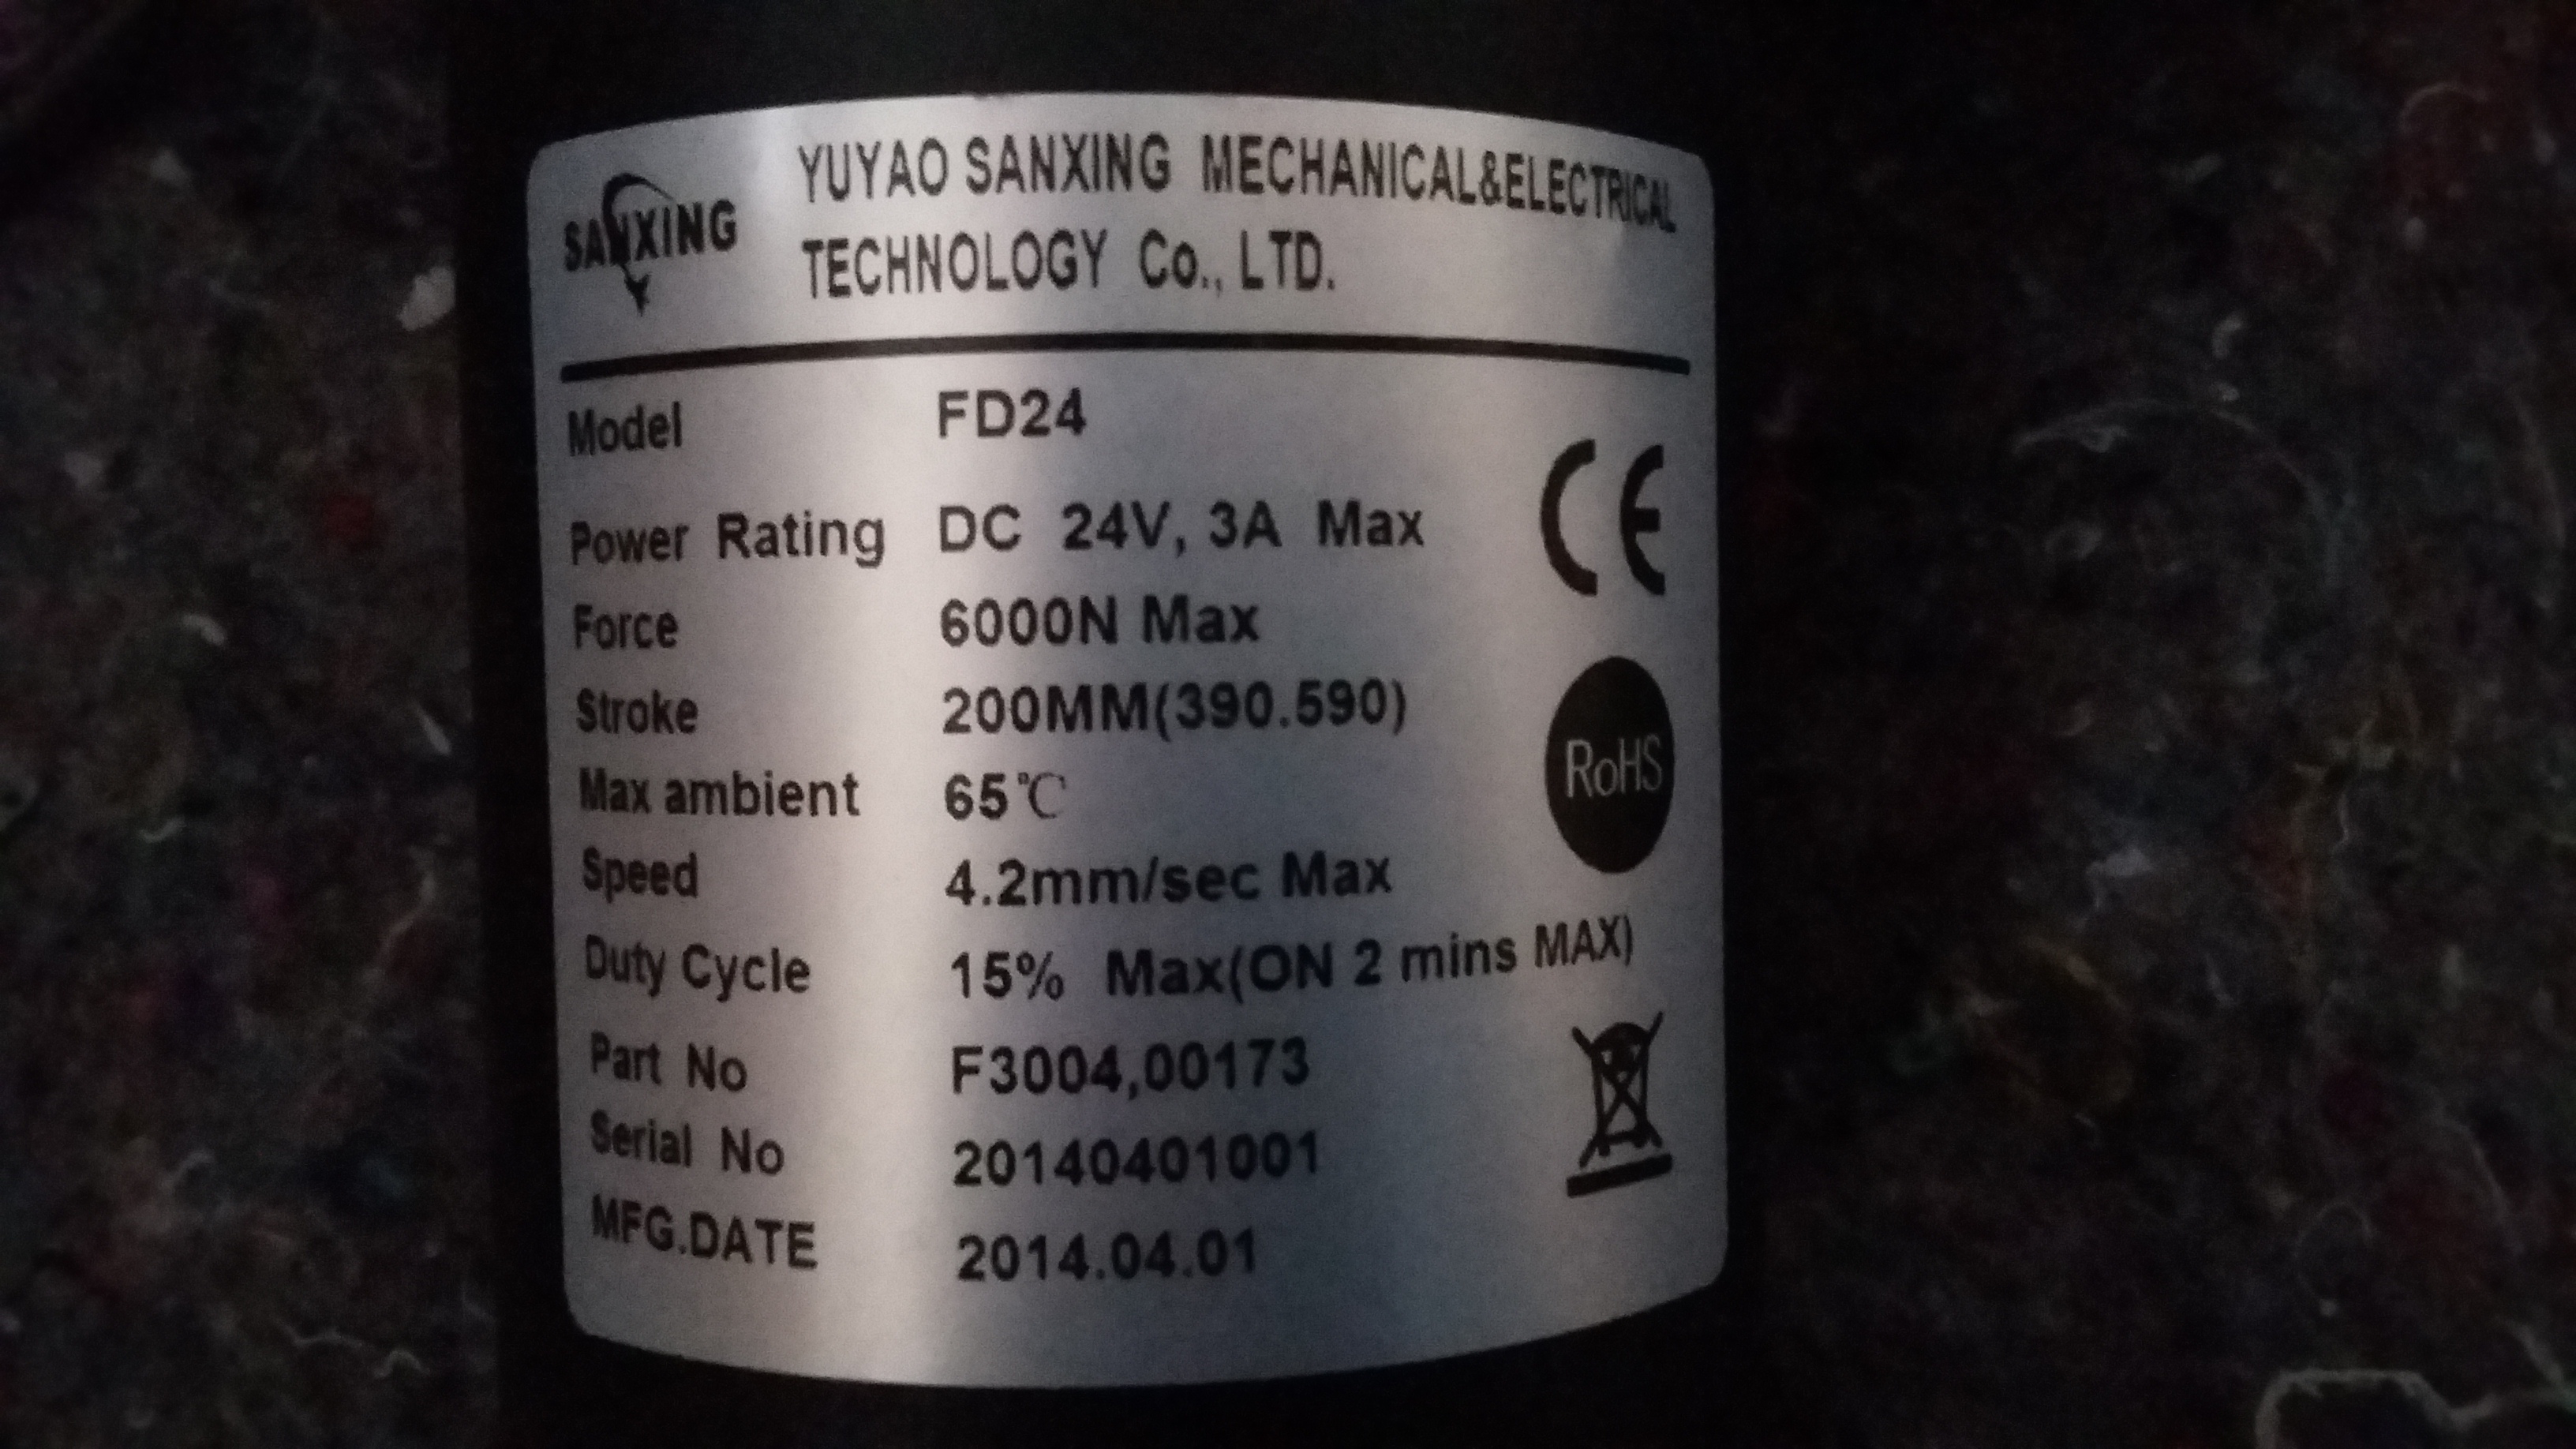 SANXING
YUYAO SANXING MECHANICAL&ELECTRICAL
TECHNOLOGY Co., LTD.
Model FD24
Power Rating DC 24V, 3A Max
Force 6000N Max
Stroke 200MM(390.590)
Max ambient 65℃
Speed 4.2mm/sec Max
Duty Cycle 15% Max(ON 2 mins MAX)
Part No F3004,00173
Serial No 20140401001
MFG.DATE 2014.04.01
CE
RoHS